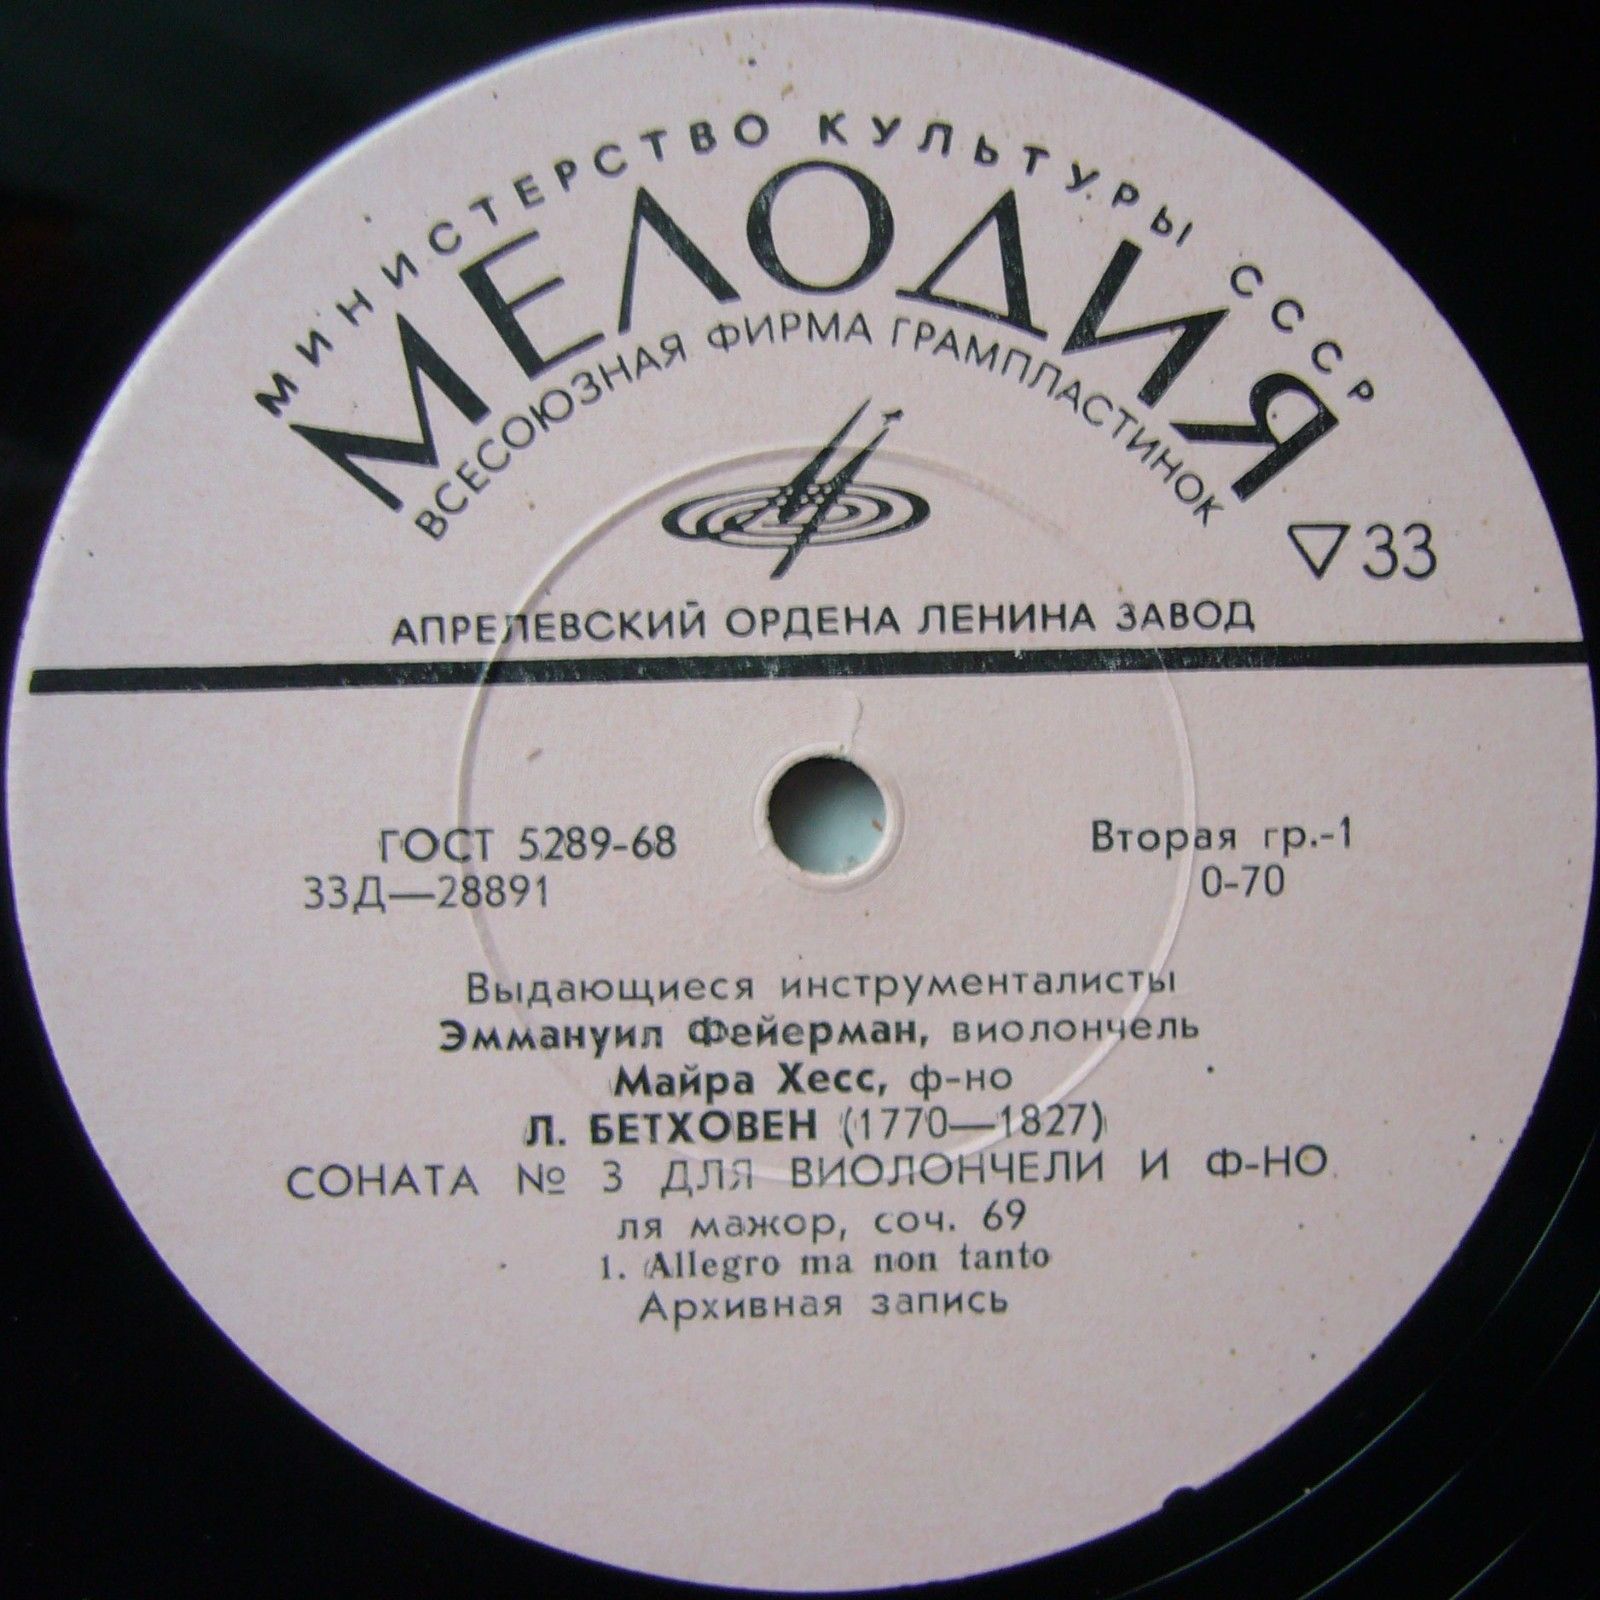 МИНИСТЕРСТВО КУЛЬТУРЫ СССР
МЕЛОДИЯ
ВСЕСОЮЗНАЯ ФИРМА ГРАМПЛАСТИНОК
▽33
АПРЕЛЕВСКИЙ ОРДЕНА ЛЕНИНА ЗАВОД
ГОСТ 5289-68
33Д—28891
Вторая гр.-1
0-70
Выдающиеся инструменталисты
Эммануил Фейерман, виолончель
Майра Хесс, ф-но
Л. БЕТХОВЕН (1770—1827)
СОНАТА № 3 ДЛЯ ВИОЛОНЧЕЛИ И Ф-НО
ля мажор, соч. 69
1. Allegro ma non tanto
Архивная запись